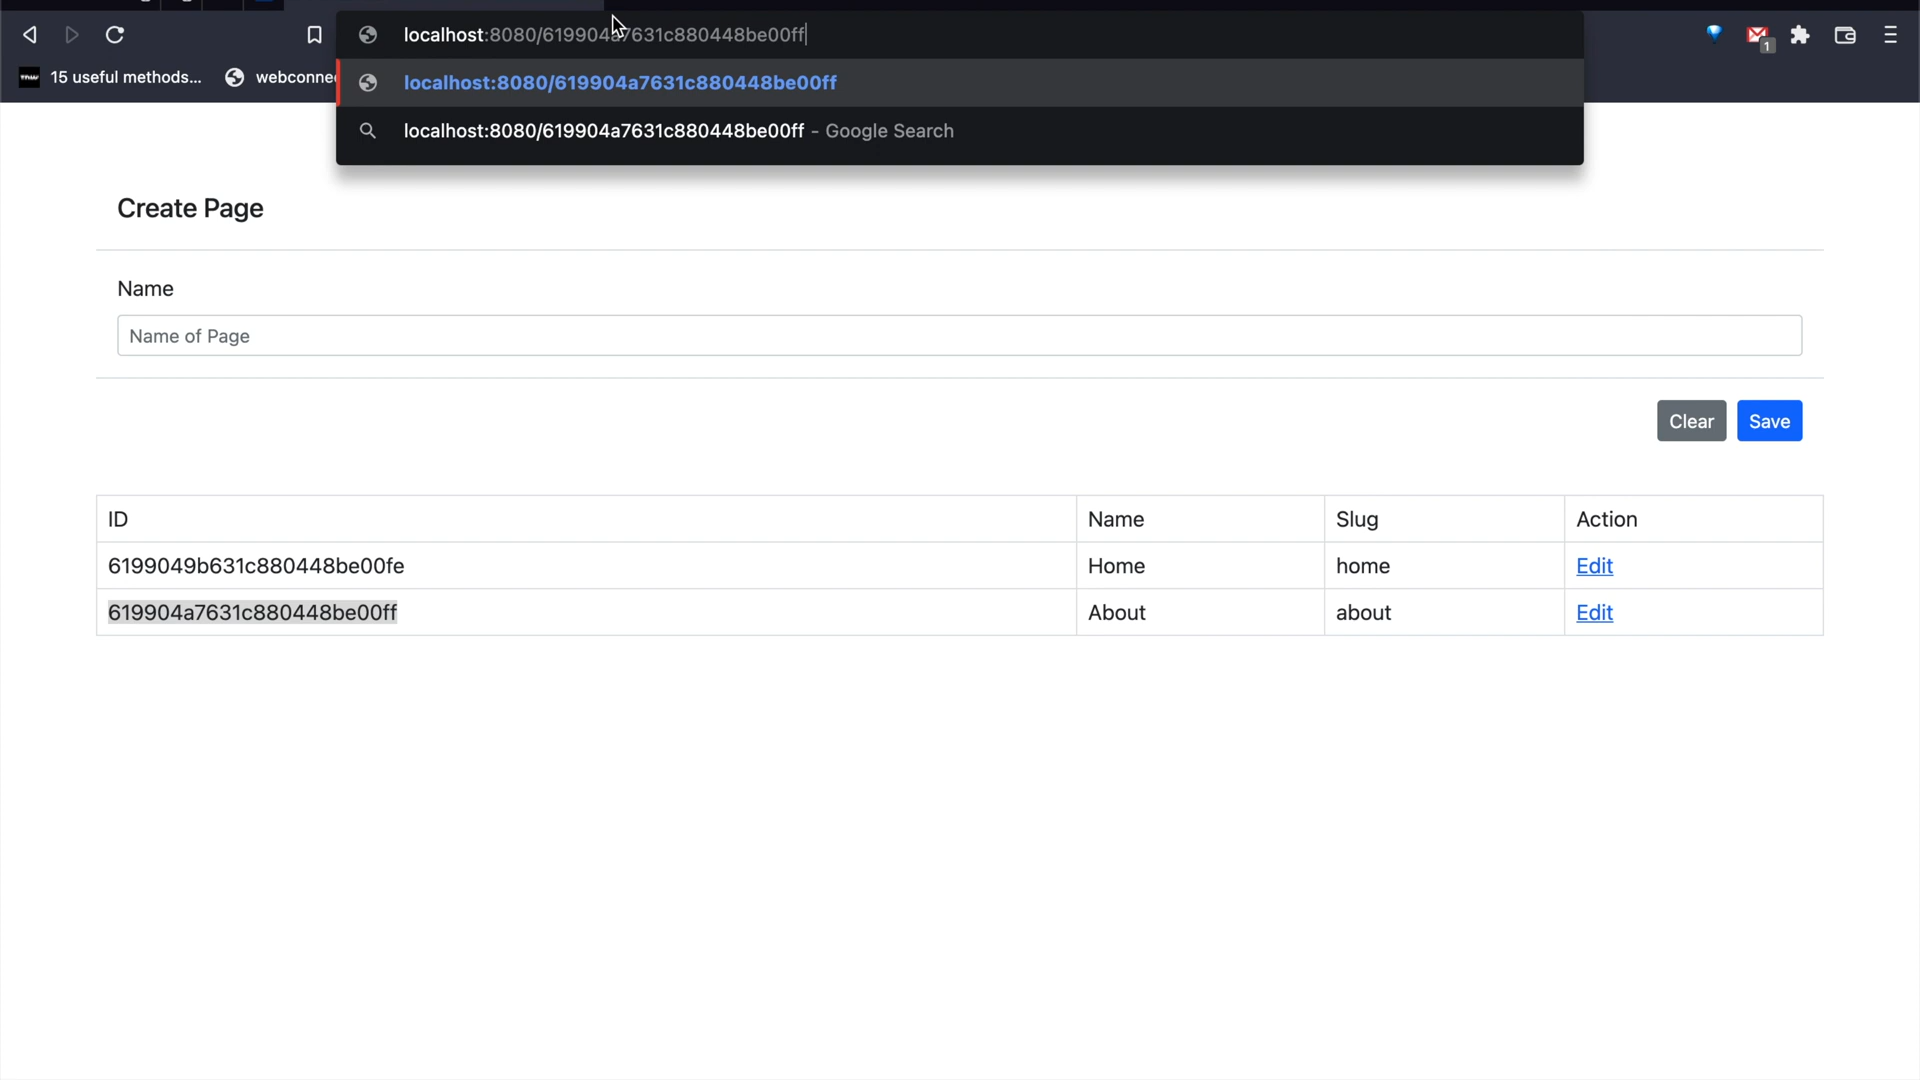 localhost:8080/619904a7631c880448be00ff
1
15 useful methods...
webconne
localhost:8080/619904a7631c880448be00ff
localhost:8080/619904a7631c880448be00ff - Google Search
Create Page
Name
Name of Page
Clear
Save
ID Name Slug Action
6199049b631c880448be00fe Home home Edit
619904a7631c880448be00ff About about Edit